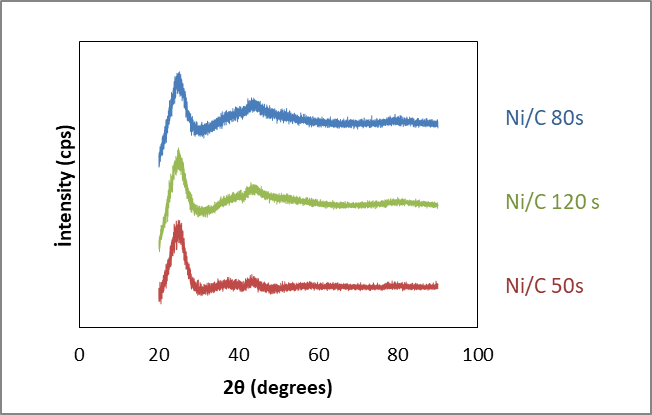 intensity (cps)
Ni/C 80s
Ni/C 120 s
Ni/C 50s
0 20 40 60 80 100
2θ (degrees)